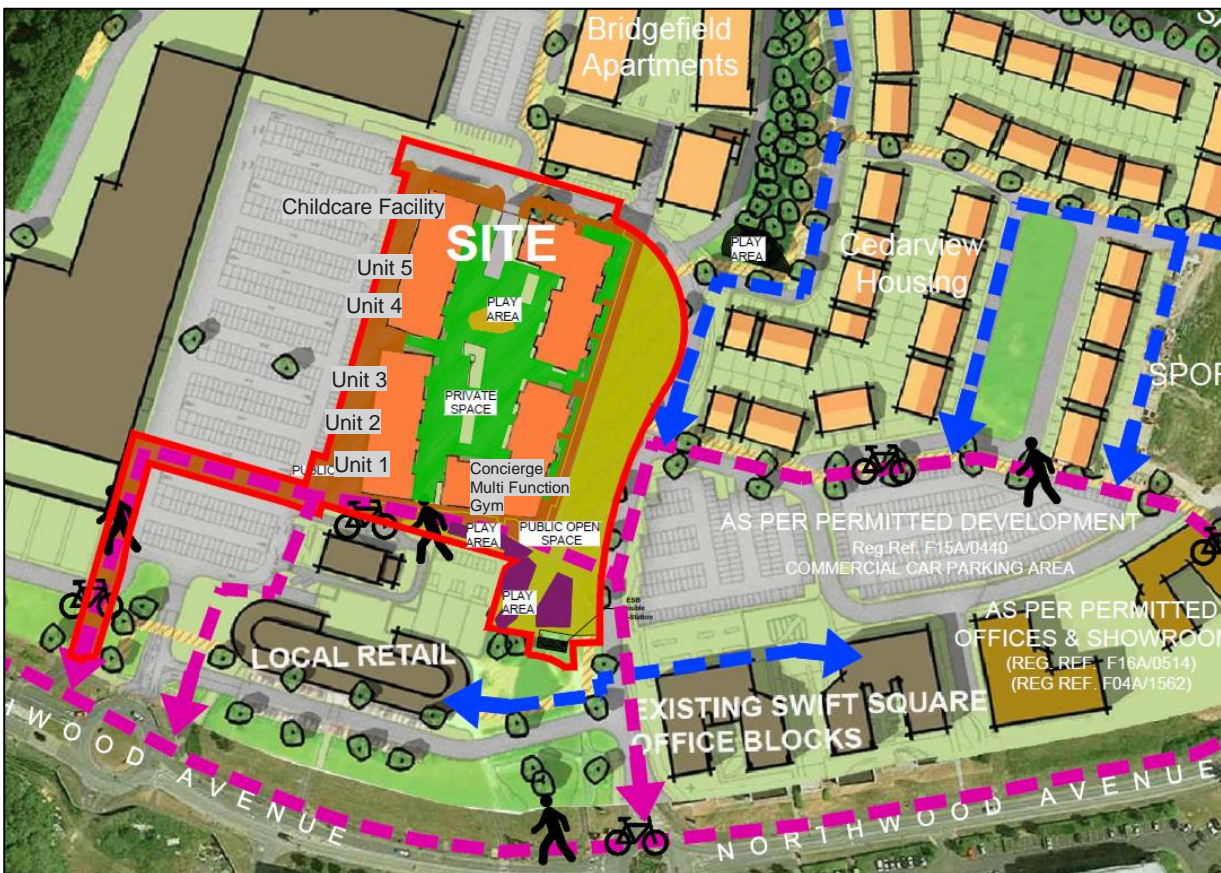 Bridgefield
Apartments
Childcare Facility
SITE
Unit 5
Unit 4
PLAY
AREA
Unit 3
PRIVATE
SPACE
Unit 2
Unit 1
Concierge
Multi Function
Gym
PLAY
AREA
PUBLIC OPEN
SPACE
PLAY
AREA
ESB
PLAY
AREA
Cedarview
Housing
SPOR
AS PER PERMITTED DEVELOPMENT
Reg.Ref. F15A/0440
COMMERCIAL CAR PARKING AREA
AS PER PERMITTED
OFFICES & SHOWROO
(REG. REF. F16A/0514)
(REG REF. F04A/1562)
LOCAL RETAIL
EXISTING SWIFT SQUARE
OFFICE BLOCKS
HWOOD AVENUE
NORTHWOOD AVENUE